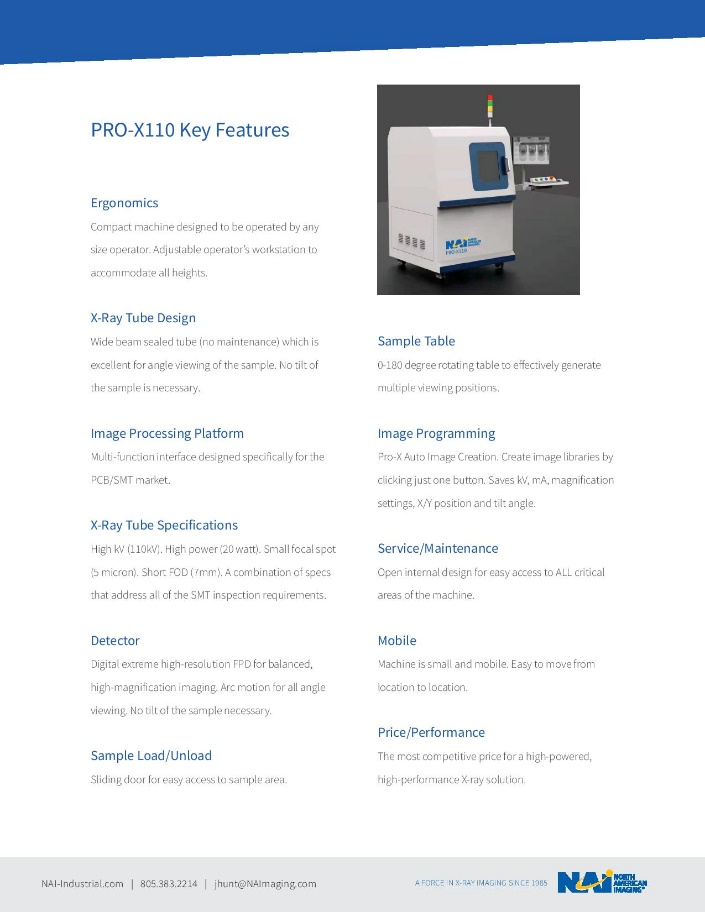 PRO-X110 Key Features
Ergonomics
Compact machine designed to be operated by any
size operator. Adjustable operator's workstation to
accommodate all heights.
X-Ray Tube Design
Wide beam sealed tube (no maintenance) which is
excellent for angle viewing of the sample. No tilt of
the sample is necessary.
Image Processing Platform
Multi-function interface designed specifically for the
PCB/SMT market.
X-Ray Tube Specifications
High kV (110kV). High power (20 watt). Small focal spot
(5 micron). Short FOD (7mm). A combination of specs
that address all of the SMT inspection requirements.
Detector
Digital extreme high-resolution FPD for balanced,
high-magnification imaging. Arc motion for all angle
viewing. No tilt of the sample necessary.
Sample Load/Unload
Sliding door for easy access to sample area.
NAI
PRO-X110
Sample Table
0-180 degree rotating table to effectively generate
multiple viewing positions.
Image Programming
Pro-X Auto Image Creation. Create image libraries by
clicking just one button. Saves kV, mA, magnification
settings, X/Y position and tilt angle.
Service/Maintenance
Open internal design for easy access to ALL critical
areas of the machine.
Mobile
Machine is small and mobile. Easy to move from
location to location.
Price/Performance
The most competitive price for a high-powered,
high-performance X-ray solution.
NAI-Industrial.com | 805.383.2214 | jhunt@NAImaging.com
A FORCE IN X-RAY IMAGING SINCE 1985
NAI NORTH
AMERICAN
IMAGING